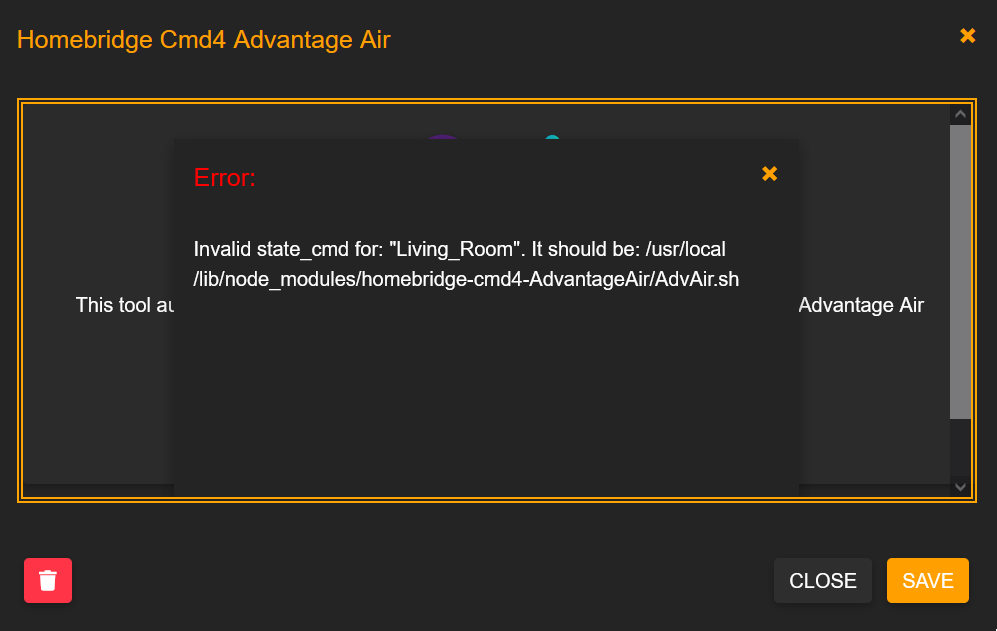 Homebridge Cmd4 Advantage Air
Error:
Invalid state_cmd for: "Living_Room". It should be: /usr/local
/lib/node_modules/homebridge-cmd4-AdvantageAir/AdvAir.sh
This tool au
Advantage Air
CLOSE
SAVE